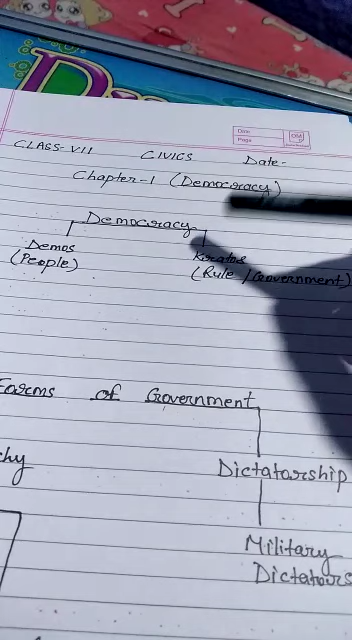 Date
Page
CLASS-VII CIVICS Date-
Chapter-1 (Democracy)
Democracy
Demos Kratos
(People) (Rule / Government)
Forms of Government
chy
Dictatorship
Military
Dictators